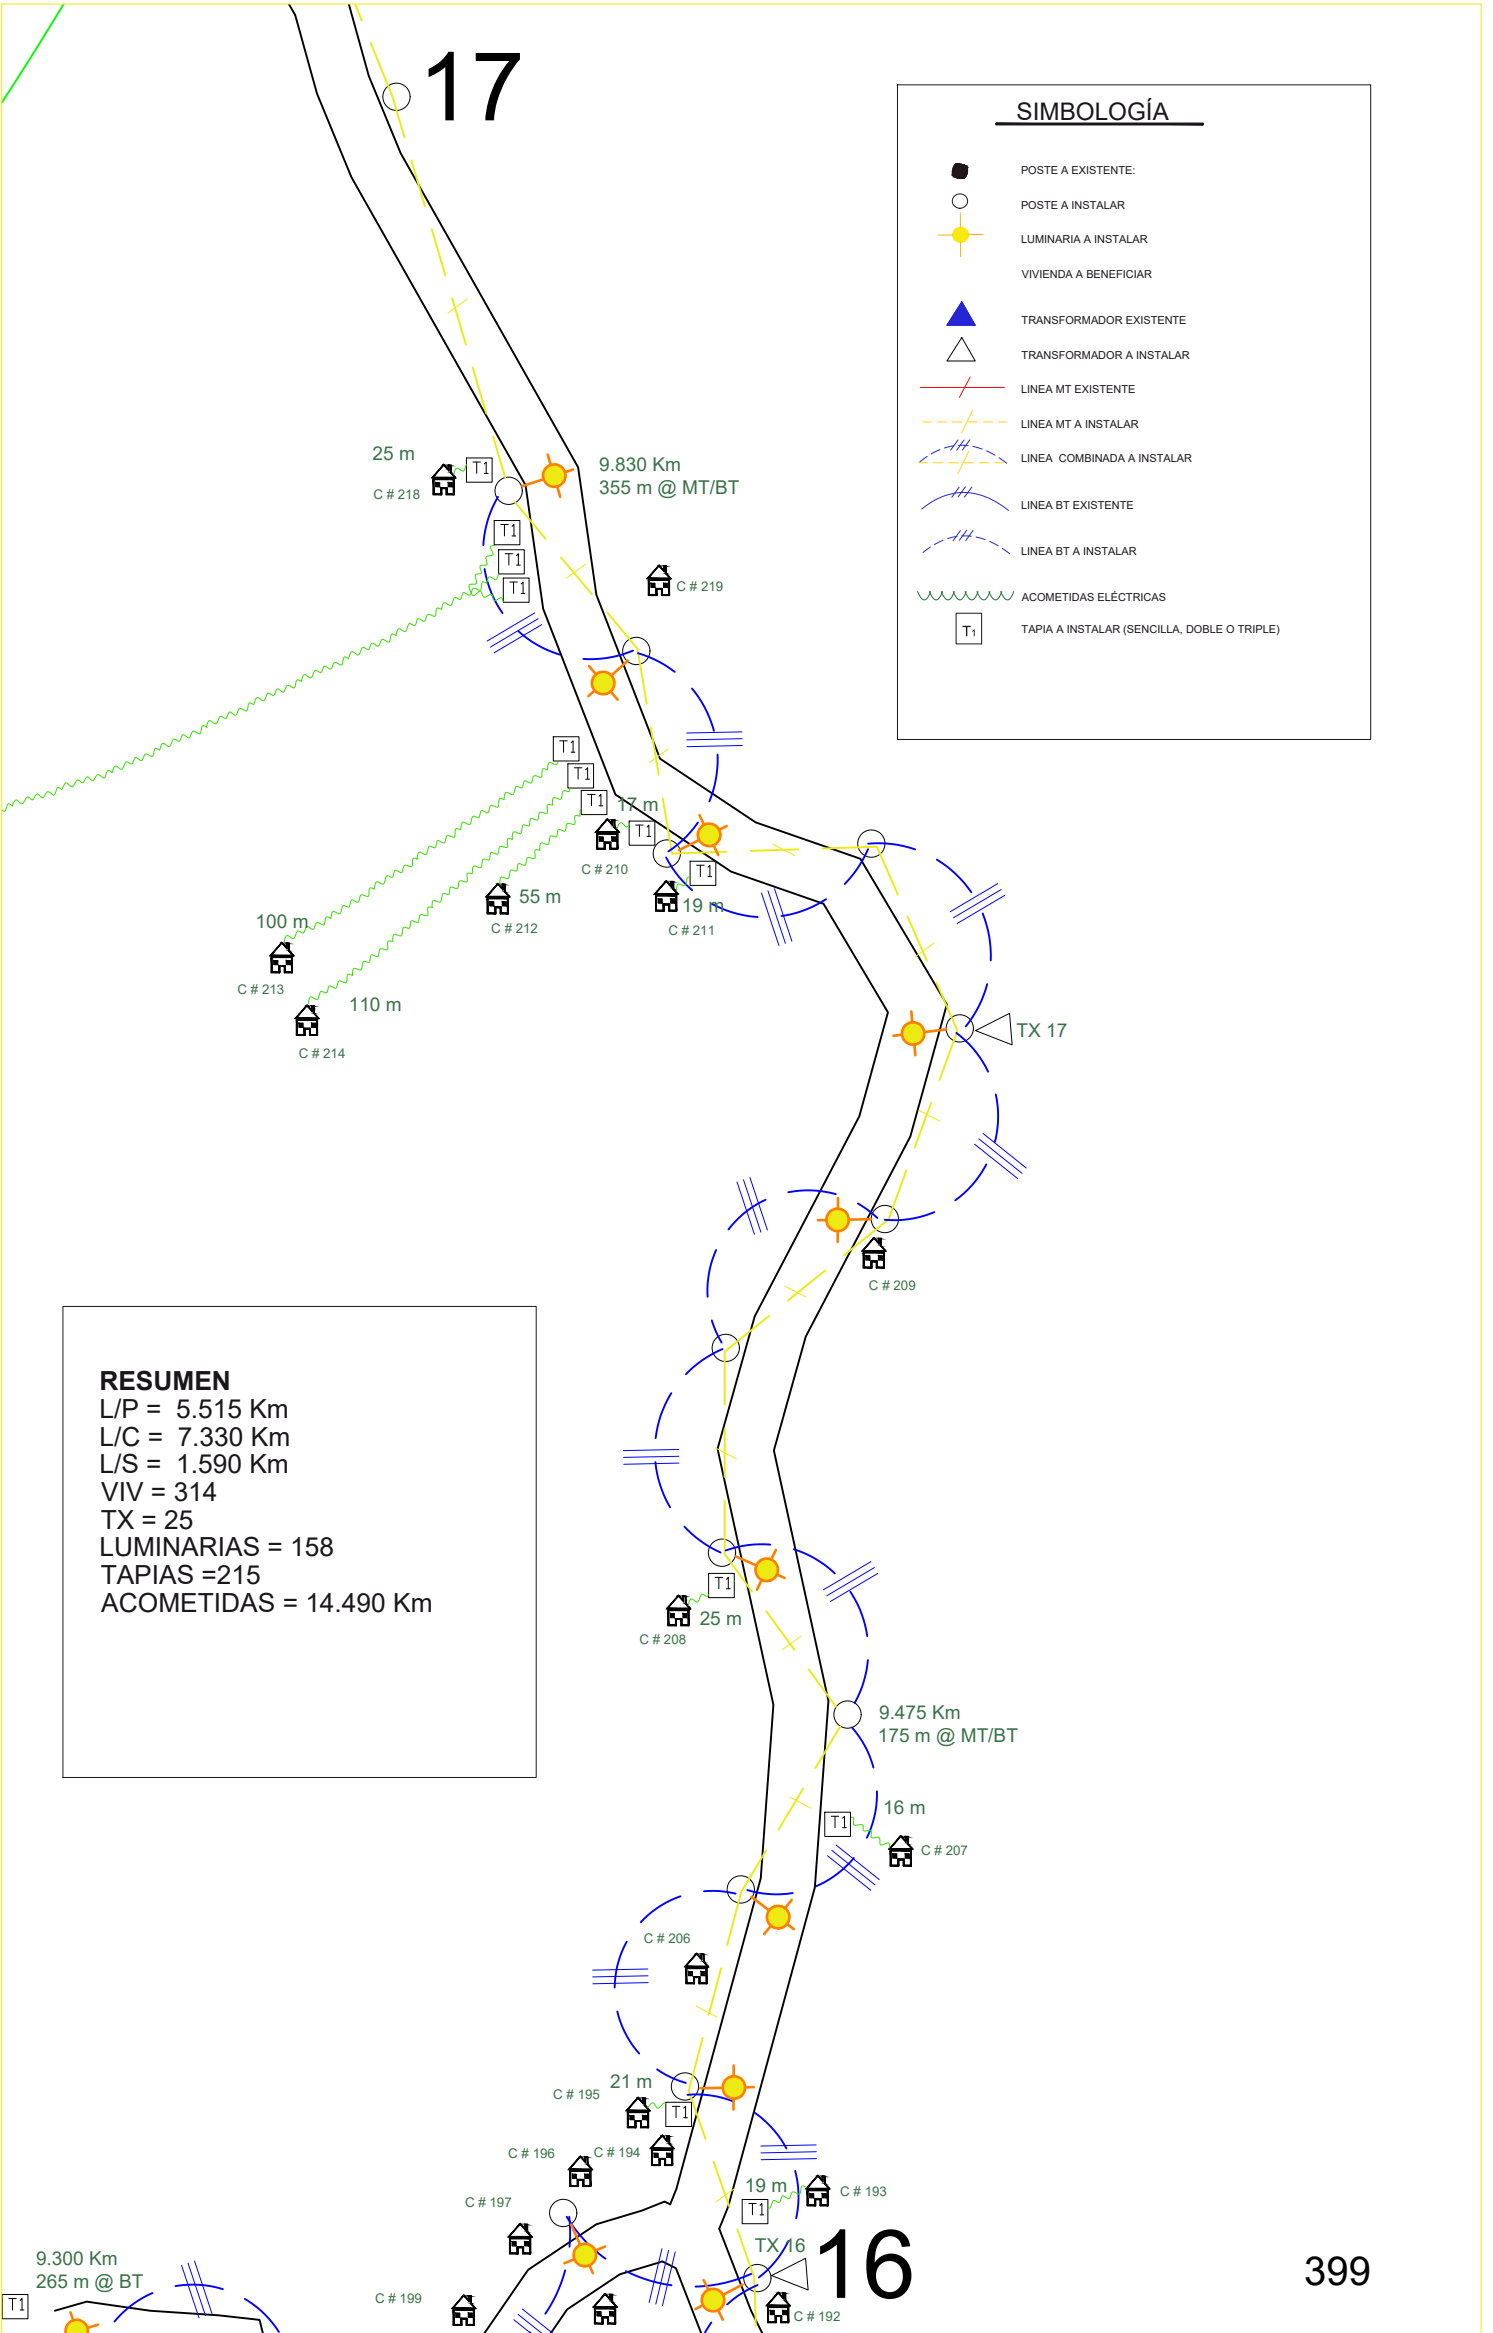 17
SIMBOLOGÍA
POSTE A EXISTENTE:
POSTE A INSTALAR
LUMINARIA A INSTALAR
VIVIENDA A BENEFICIAR
TRANSFORMADOR EXISTENTE
TRANSFORMADOR A INSTALAR
LINEA MT EXISTENTE
LINEA MT A INSTALAR
LINEA COMBINADA A INSTALAR
LINEA BT EXISTENTE
LINEA BT A INSTALAR
ACOMETIDAS ELÉCTRICAS
T1
TAPIA A INSTALAR (SENCILLA, DOBLE O TRIPLE)
25 m
T1
C # 218
9.830 Km
355 m @ MT/BT
T1
T1
T1
C # 219
T1
T1
T1
17 m
T1
C # 210
T1
55 m
19 m
C # 212
C # 211
100 m
C # 213
110 m
C # 214
TX 17
C # 209
RESUMEN
L/P = 5.515 Km
L/C = 7.330 Km
L/S = 1.590 Km
VIV = 314
TX = 25
LUMINARIAS = 158
TAPIAS =215
ACOMETIDAS = 14.490 Km
T1
25 m
C # 208
9.475 Km
175 m @ MT/BT
16 m
T1
C # 207
C # 206
21 m
C # 195
T1
C # 196
C # 194
19 m
C # 193
T1
C # 197
TX 16
16
9.300 Km
265 m @ BT
T1
C # 199
C # 192
399